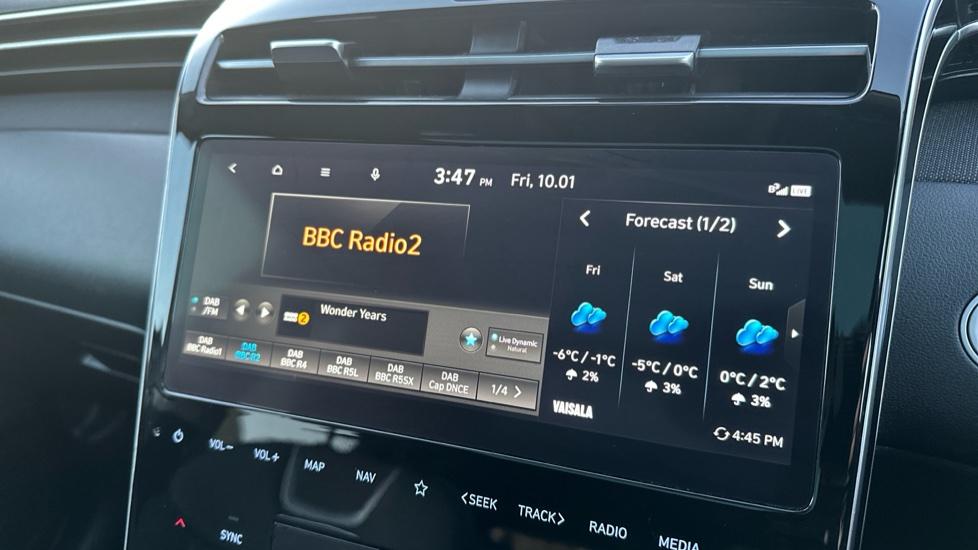 3:47 PM Fri, 10.01
LIVE
BBC Radio2
Forecast (1/2)
Fri
Sat
Sun
-6°C / -1°C
2%
-5°C / 0°C
3%
0°C / 2°C
3%
VAISALA
4:45 PM
DAB
/FM
2
Wonder Years
Live Dynamic
Natural
DAB
BBC Radio1
DAB
BBC R2
DAB
BBC R4
DAB
BBC R5L
DAB
BBC R5SX
DAB
Cap DNCE
1/4 >
VOL- VOL+ MAP NAV <SEEK TRACK> RADIO MEDIA
SYNC